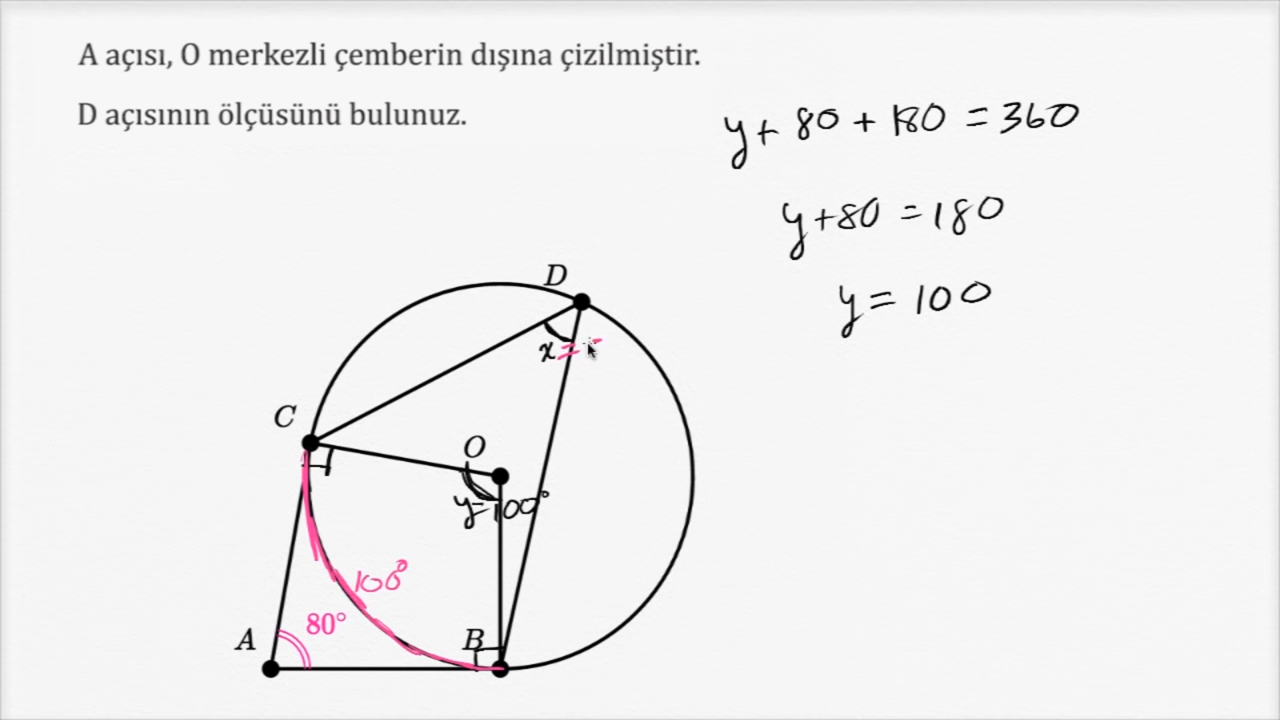 A açısı, O merkezli çemberin dışına çizilmiştir.
D açısının ölçüsünü bulunuz.
y + 80 + 180 = 360
y + 80 = 180
y = 100
D
x =
C
O
y = 100°
100°
80°
A
B